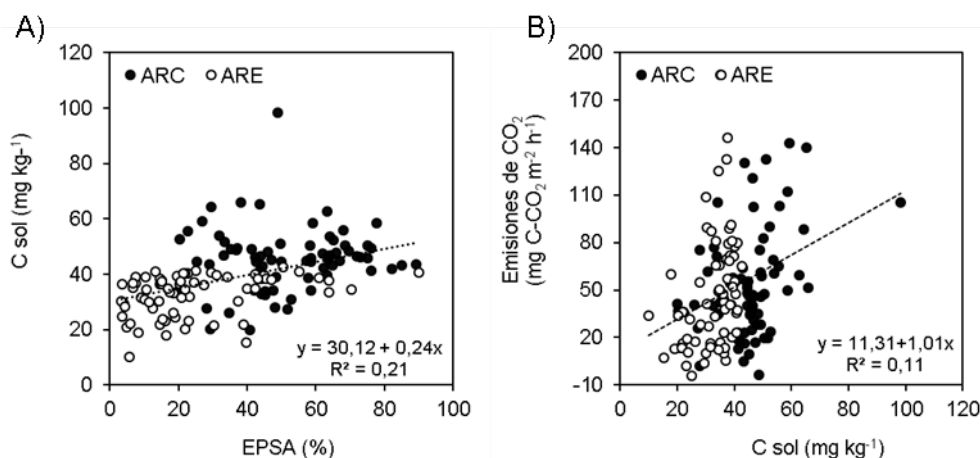 A)
120
100
80
60
40
20
0
C sol (mg kg-¹)
ARC
ARE
y = 30,12 + 0,24x
R² = 0,21
0 20 40 60 80 100
EPSA (%)
B)
200
170
140
110
80
50
20
-10
Emisiones de CO₂
(mg C-CO₂ m⁻² h⁻¹)
ARC
ARE
y = 11,31+1,01x
R² = 0,11
0 20 40 60 80 100 120
C sol (mg kg⁻¹)